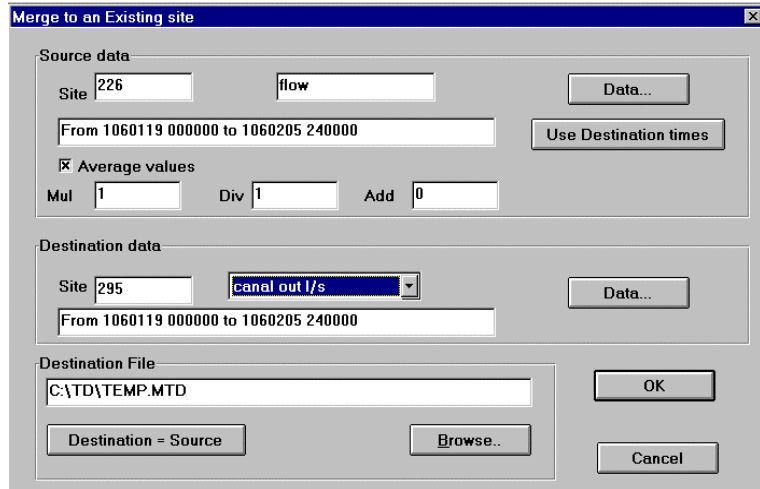 Merge to an Existing site
Source data
Site 226 flow Data...
From 1060119 000000 to 1060205 240000 Use Destination times
Average values
Mul 1 Div 1 Add 0
Destination data
Site 295 canal out l/s Data...
From 1060119 000000 to 1060205 240000
Destination File
C:\TD\TEMP.MTD OK
Destination = Source Browse.. Cancel